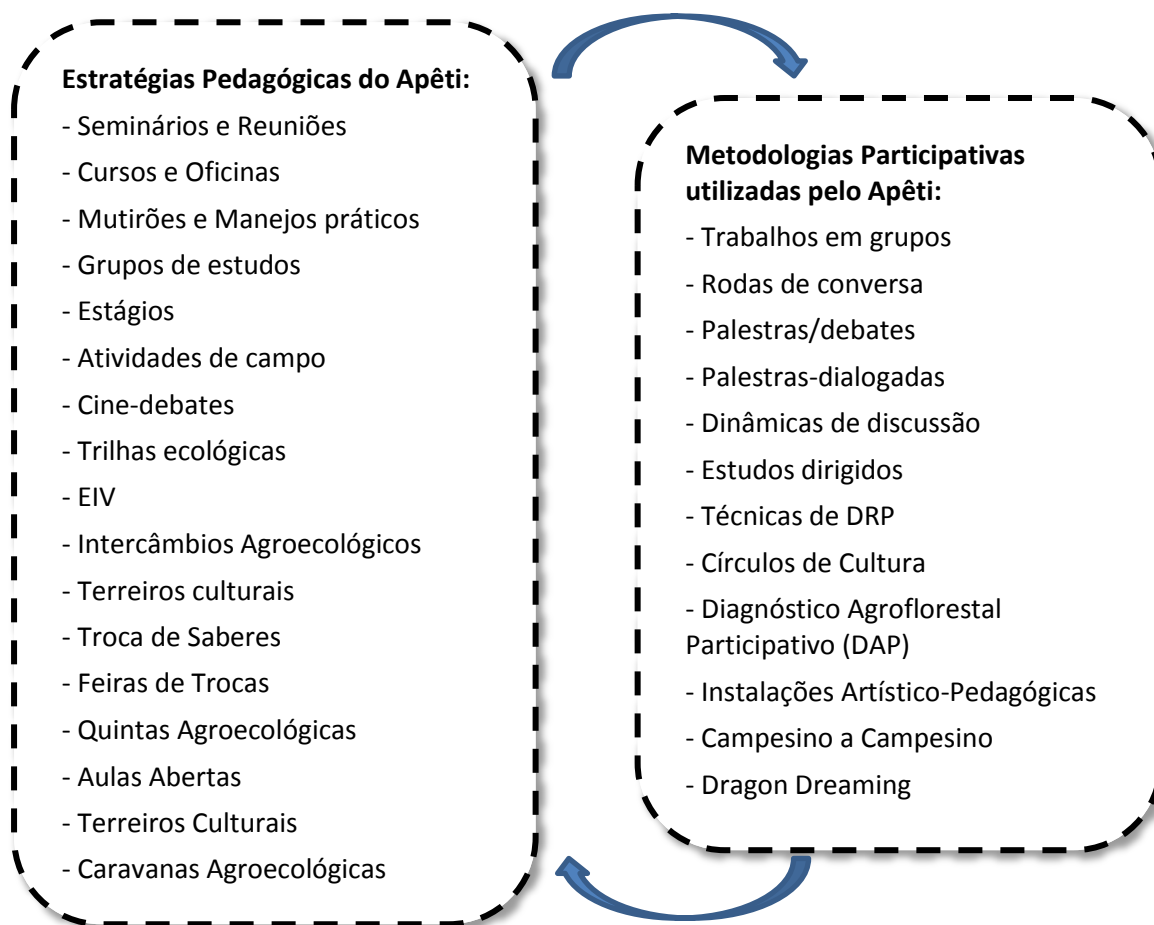 Estratégias Pedagógicas do Apêti:
- Seminários e Reuniões
- Cursos e Oficinas
- Mutirões e Manejos práticos
- Grupos de estudos
- Estágios
- Atividades de campo
- Cine-debates
- Trilhas ecológicas
- EIV
- Intercâmbios Agroecológicos
- Terreiros culturais
- Troca de Saberes
- Feiras de Trocas
- Quintas Agroecológicas
- Aulas Abertas
- Terreiros Culturais
- Caravanas Agroecológicas
Metodologias Participativas
utilizadas pelo Apêti:
- Trabalhos em grupos
- Rodas de conversa
- Palestras/debates
- Palestras-dialogadas
- Dinâmicas de discussão
- Estudos dirigidos
- Técnicas de DRP
- Círculos de Cultura
- Diagnóstico Agroflorestal
Participativo (DAP)
- Instalações Artístico-Pedagógicas
- Campesino a Campesino
- Dragon Dreaming